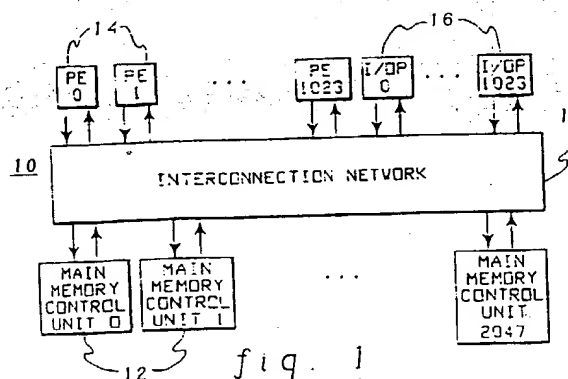 14
16
PE 0
PE 1
...
PE 1023
I/OP 0
...
I/OP 1023
10
INTERCONNECTION NETWORK
MAIN MEMORY CONTROL UNIT 0
MAIN MEMORY CONTROL UNIT 1
...
MAIN MEMORY CONTROL UNIT 2047
12
fig. 1